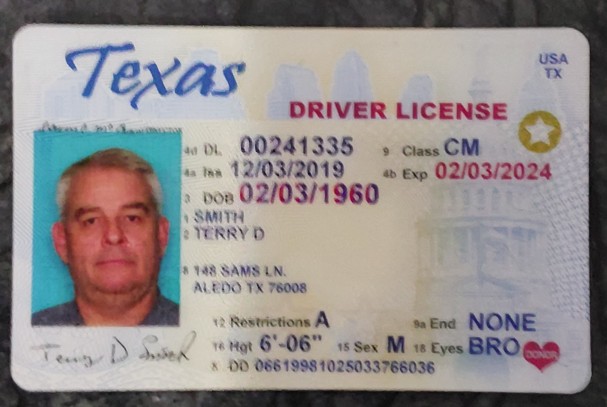 Texas
USA
TX
DRIVER LICENSE
4d DL 00241335 9 Class CM
4a Iss 12/03/2019 4b Exp 02/03/2024
3 DOB 02/03/1960
1 SMITH
2 TERRY D
8 148 SAMS LN.
ALEDO TX 76008
12 Restrictions A 9a End NONE
16 Hgt 6'-06" 15 Sex M 18 Eyes BRO
DONOR
5 DD 06619981025033766036
Terry D Smith